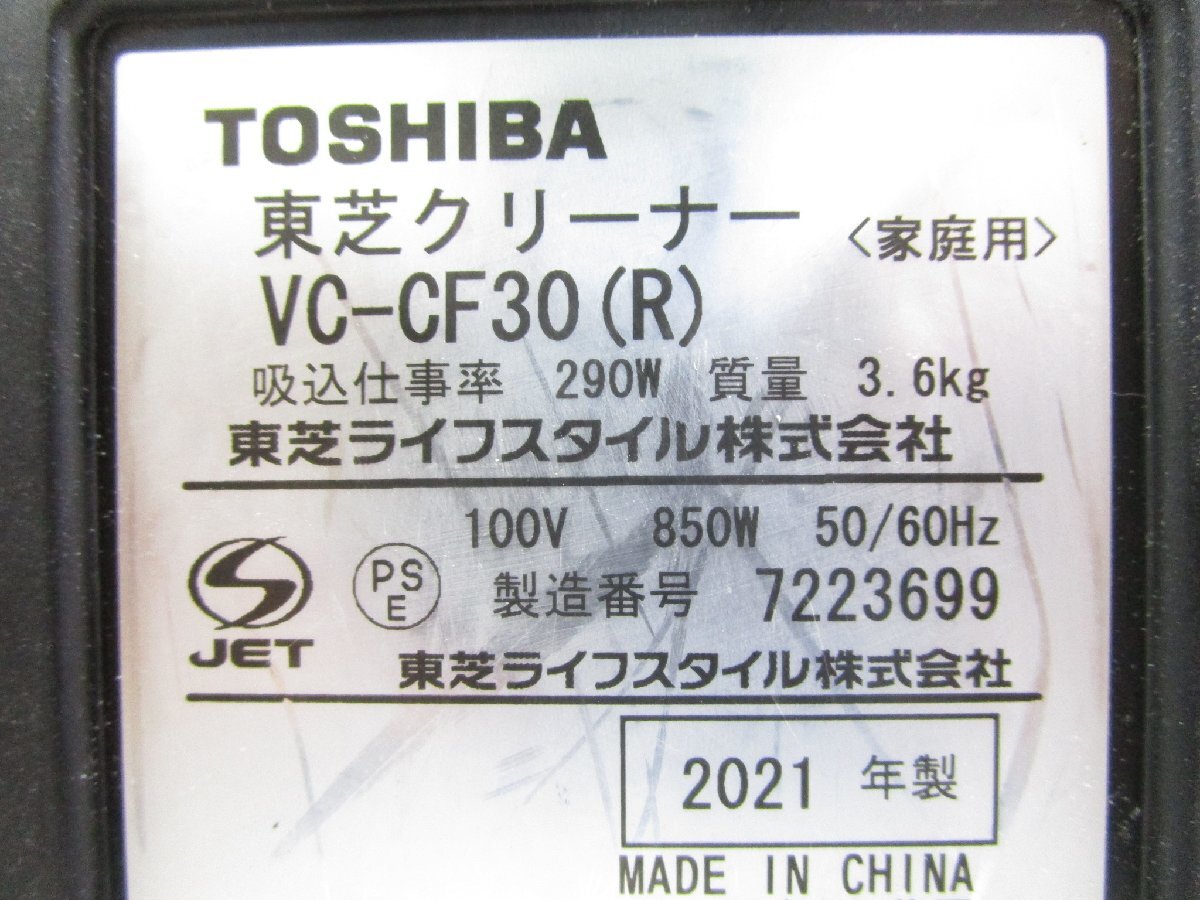 TOSHIBA
東芝クリーナー 〈家庭用〉
VC-CF30(R)
吸込仕事率 290W 質量 3.6kg
東芝ライフスタイル株式会社
100V 850W 50/60Hz
JET PSE 製造番号 7223699
東芝ライフスタイル株式会社
2021 年製
MADE IN CHINA